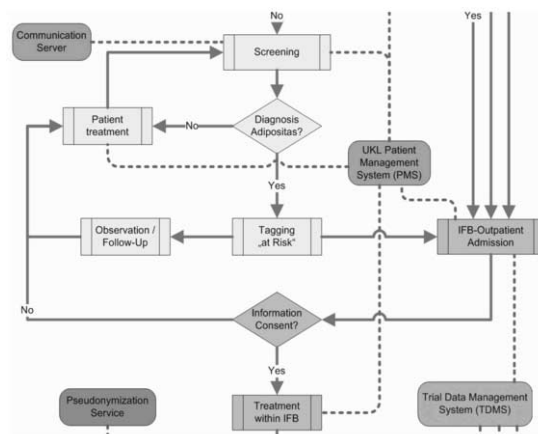 No
Yes
Communication
Server
Screening
Patient
treatment
No
Diagnosis
Adipositas?
UKL Patient
Management
System (PMS)
Yes
Observation /
Follow-Up
Tagging
„at Risk“
IFB-Outpatient
Admission
No
Information
Consent?
Yes
Pseudonymization
Service
Treatment
within IFB
Trial Data Management
System (TDMS)